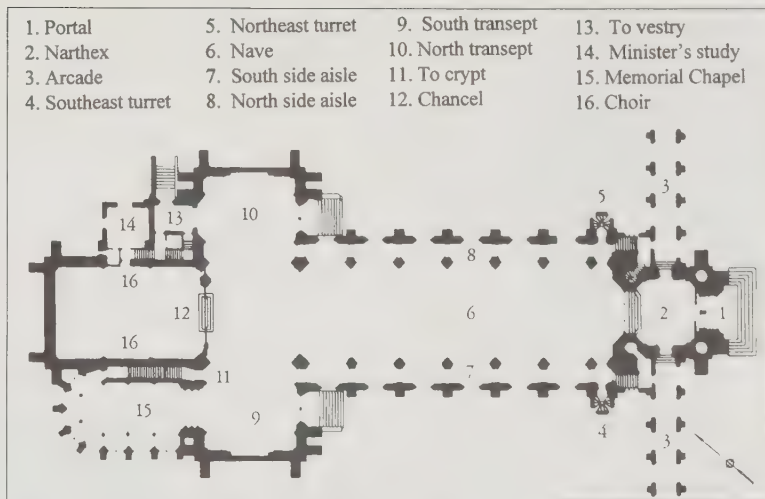 1. Portal
2. Narthex
3. Arcade
4. Southeast turret
5. Northeast turret
6. Nave
7. South side aisle
8. North side aisle
9. South transept
10. North transept
11. To crypt
12. Chancel
13. To vestry
14. Minister's study
15. Memorial Chapel
16. Choir
3
5
10
13
14
8
16
12
6
2
1
16
11
7
15
9
4
3